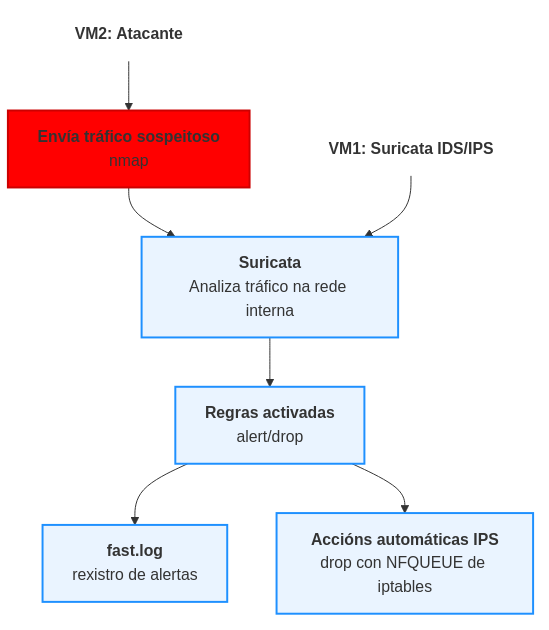 VM2: Atacante
Envía tráfico sospeitoso
nmap
VM1: Suricata IDS/IPS
Suricata
Analiza tráfico na rede
interna
Regras activadas
alert/drop
fast.log
rexistro de alertas
Accións automáticas IPS
drop con NFQUEUE de
iptables